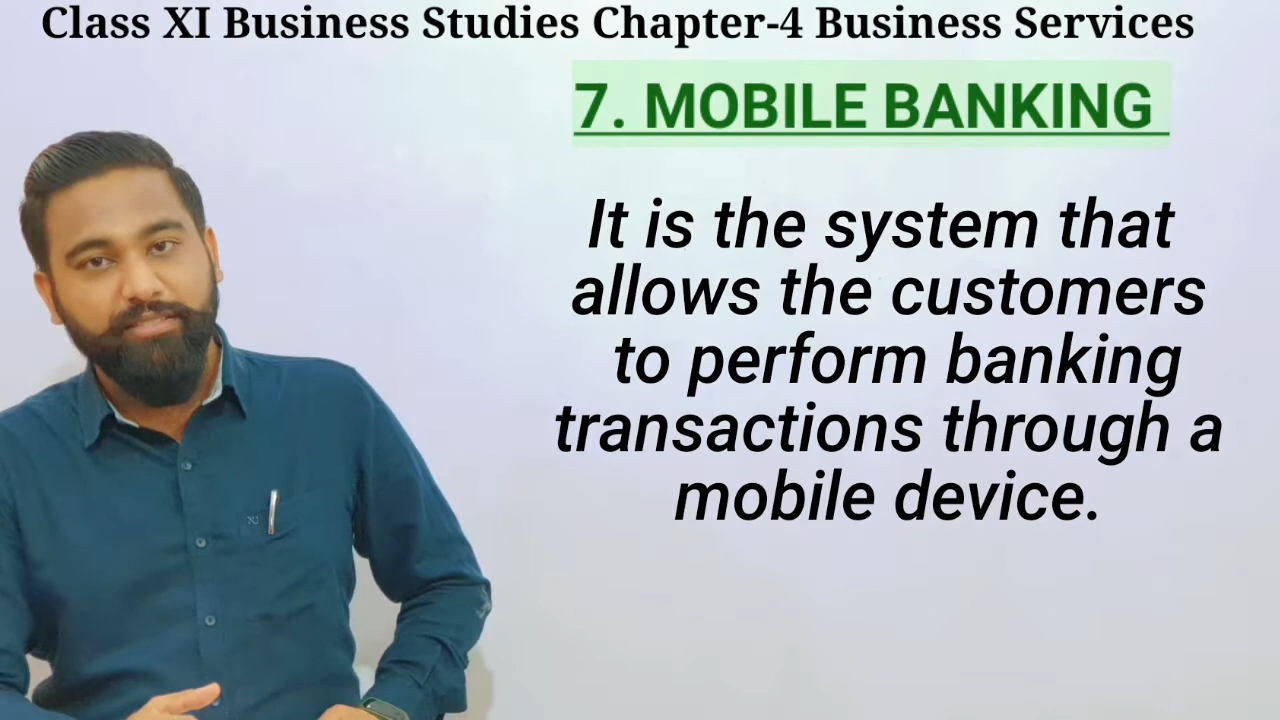 Class XI Business Studies Chapter-4 Business Services
7. MOBILE BANKING
It is the system that
allows the customers
to perform banking
transactions through a
mobile device.